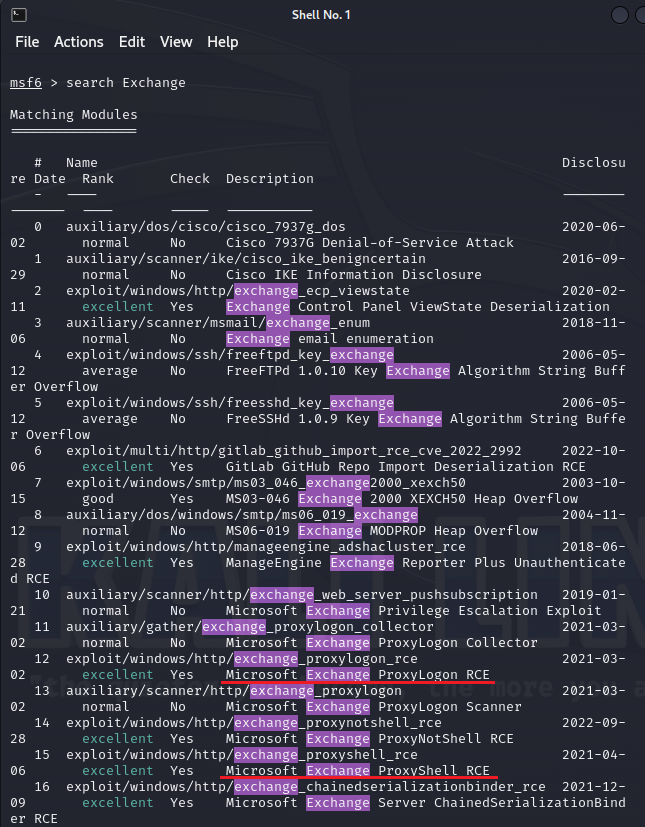 Shell No. 1
File Actions Edit View Help
msf6 > search Exchange
Matching Modules
================
# Name Disclosu
re Date Rank Check Description
- ---- --------
------- ---- ----- -----------
0 auxiliary/dos/cisco/cisco_7937g_dos 2020-06-
02 normal No Cisco 7937G Denial-of-Service Attack
1 auxiliary/scanner/ike/cisco_ike_benigncertain 2016-09-
29 normal No Cisco IKE Information Disclosure
2 exploit/windows/http/exchange_ecp_viewstate 2020-02-
11 excellent Yes Exchange Control Panel ViewState Deserialization
3 auxiliary/scanner/msmail/exchange_enum 2018-11-
06 normal No Exchange email enumeration
4 exploit/windows/ssh/freeftpd_key_exchange 2006-05-
12 average No FreeFTPd 1.0.10 Key Exchange Algorithm String Buff
er Overflow
5 exploit/windows/ssh/freesshd_key_exchange 2006-05-
12 average No FreeSSHd 1.0.9 Key Exchange Algorithm String Buffe
r Overflow
6 exploit/multi/http/gitlab_github_import_rce_cve_2022_2992 2022-10-
06 excellent Yes GitLab GitHub Repo Import Deserialization RCE
7 exploit/windows/smtp/ms03_046_exchange2000_xexch50 2003-10-
15 good Yes MS03-046 Exchange 2000 XEXCH50 Heap Overflow
8 auxiliary/dos/windows/smtp/ms06_019_exchange 2004-11-
12 normal No MS06-019 Exchange MODPROP Heap Overflow
9 exploit/windows/http/manageengine_adshacluster_rce 2018-06-
28 excellent Yes ManageEngine Exchange Reporter Plus Unauthenticate
d RCE
10 auxiliary/scanner/http/exchange_web_server_pushsubscription 2019-01-
21 normal No Microsoft Exchange Privilege Escalation Exploit
11 auxiliary/gather/exchange_proxylogon_collector 2021-03-
02 normal No Microsoft Exchange ProxyLogon Collector
12 exploit/windows/http/exchange_proxylogon_rce 2021-03-
02 excellent Yes Microsoft Exchange ProxyLogon RCE
13 auxiliary/scanner/http/exchange_proxylogon 2021-03-
02 normal No Microsoft Exchange ProxyLogon Scanner
14 exploit/windows/http/exchange_proxynotshell_rce 2022-09-
28 excellent Yes Microsoft Exchange ProxyNotShell RCE
15 exploit/windows/http/exchange_proxyshell_rce 2021-04-
06 excellent Yes Microsoft Exchange ProxyShell RCE
16 exploit/windows/http/exchange_chainedserializationbinder_rce 2021-12-
09 excellent Yes Microsoft Exchange Server ChainedSerializationBind
er RCE